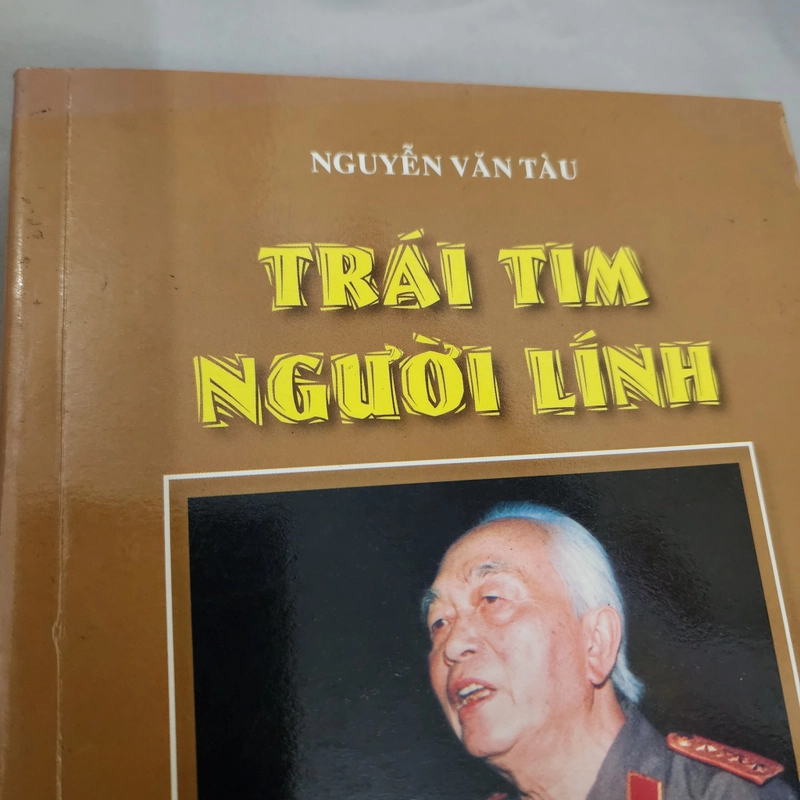 NGUYỄN VĂN TÀU
TRÁI TIM
NGƯỜI LÍNH